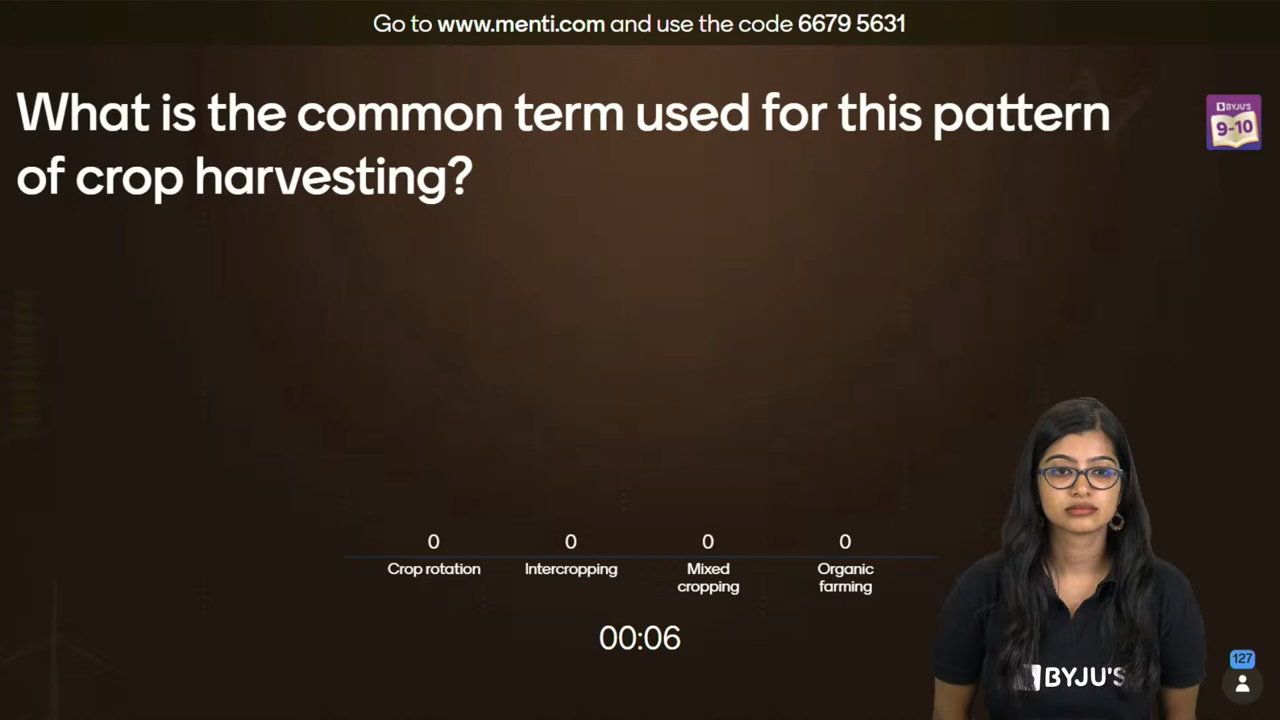 Go to www.menti.com and use the code 6679 5631
What is the common term used for this pattern
of crop harvesting?
BYJU'S
9-10
0 0 0 0
Crop rotation Intercropping Mixed cropping Organic farming
00:06
BYJU'S
127